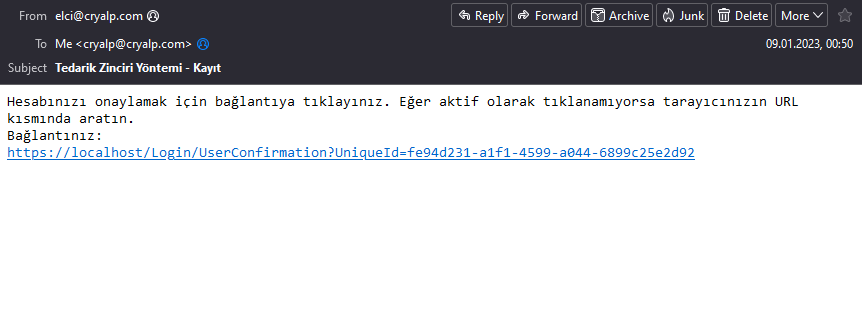 From elci@cryalp.com Reply Forward Archive Junk Delete More
To Me <cryalp@cryalp.com> 09.01.2023, 00:50
Subject Tedarik Zinciri Yöntemi - Kayıt
Hesabınızı onaylamak için bağlantıya tıklayınız. Eğer aktif olarak tıklanamıyorsa tarayıcınızın URL
kısmında aratın.
Bağlantınız:
https://localhost/Login/UserConfirmation?UniqueId=fe94d231-a1f1-4599-a044-6899c25e2d92